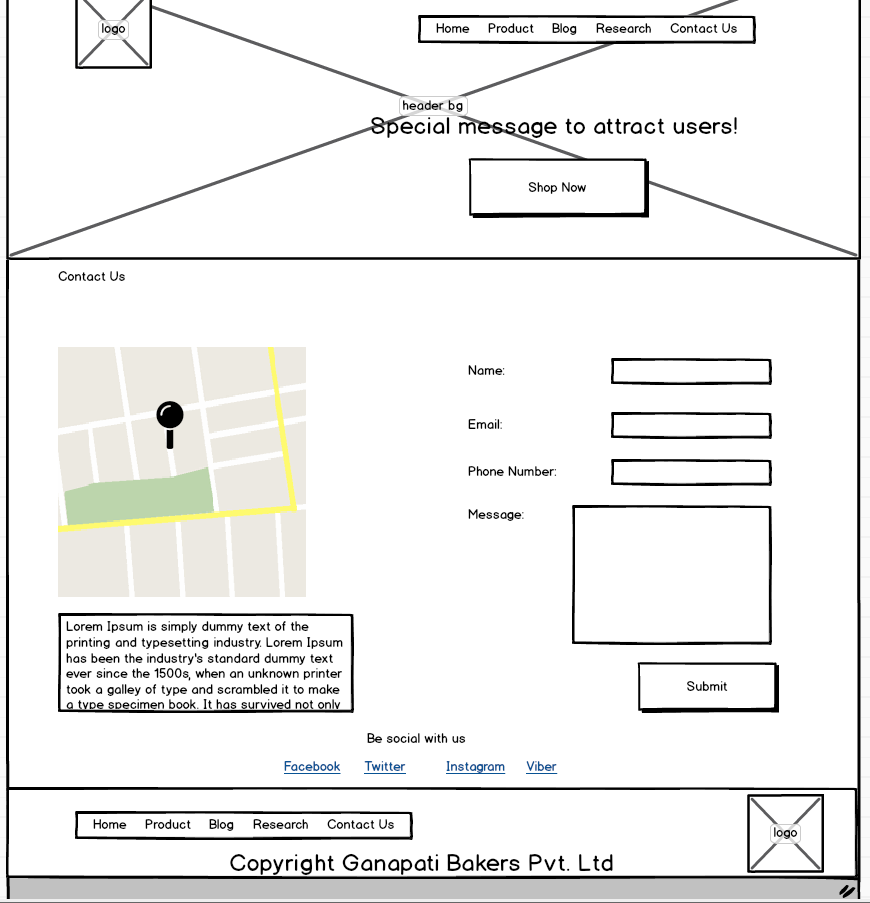 logo
Home Product Blog Research Contact Us
header bg
Special message to attract users!
Shop Now
Contact Us
Name:
Email:
Phone Number:
Message:
Lorem Ipsum is simply dummy text of the
printing and typesetting industry. Lorem Ipsum
has been the industry's standard dummy text
ever since the 1500s, when an unknown printer
took a galley of type and scrambled it to make
a type specimen book. It has survived not only
Submit
Be social with us
Facebook Twitter Instagram Viber
Home Product Blog Research Contact Us
logo
Copyright Ganapati Bakers Pvt. Ltd